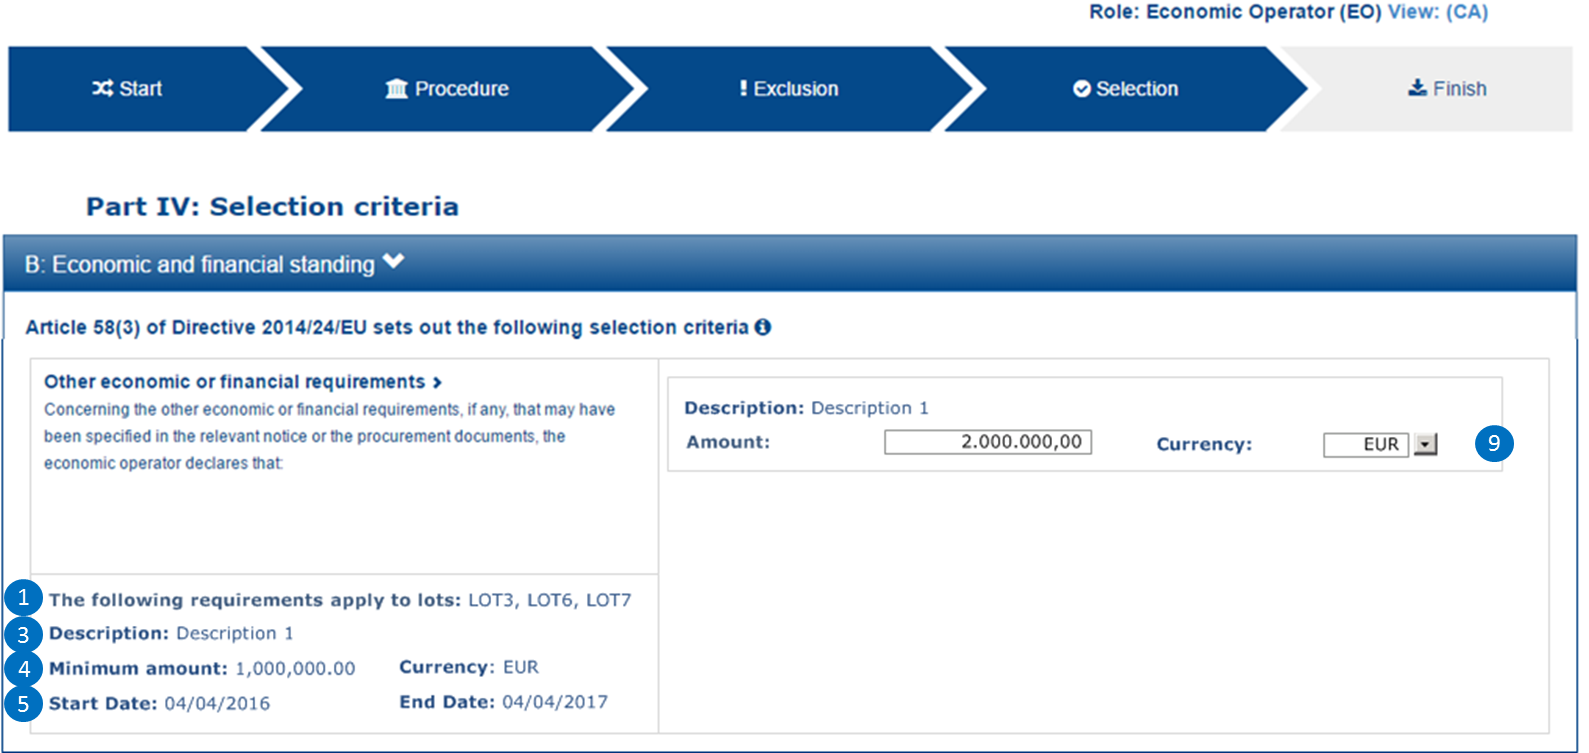 Role: Economic Operator (EO) View: (CA)
Start
Procedure
Exclusion
Selection
Finish
Part IV: Selection criteria
B: Economic and financial standing
Article 58(3) of Directive 2014/24/EU sets out the following selection criteria
Other economic or financial requirements
Concerning the other economic or financial requirements, if any, that may have
been specified in the relevant notice or the procurement documents, the
economic operator declares that:
Description: Description 1
Amount: 2.000.000,00 Currency: EUR 9
1 The following requirements apply to lots: LOT3, LOT6, LOT7
3 Description: Description 1
4 Minimum amount: 1,000,000.00 Currency: EUR
5 Start Date: 04/04/2016 End Date: 04/04/2017